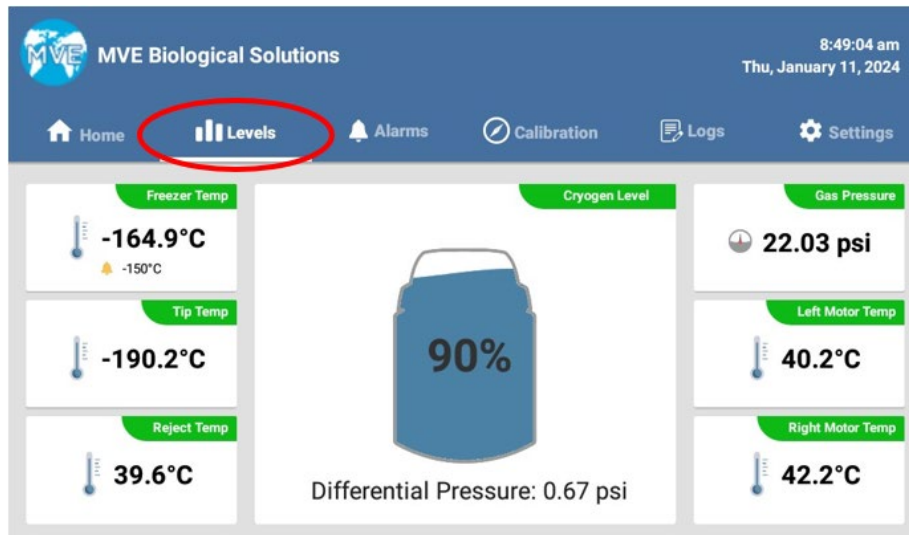 MVE
MVE Biological Solutions
8:49:04 am
Thu, January 11, 2024
Home
Levels
Alarms
Calibration
Logs
Settings
Freezer Temp
-164.9°C
-150°C
Tip Temp
-190.2°C
Reject Temp
39.6°C
Cryogen Level
90%
Differential Pressure: 0.67 psi
Gas Pressure
22.03 psi
Left Motor Temp
40.2°C
Right Motor Temp
42.2°C